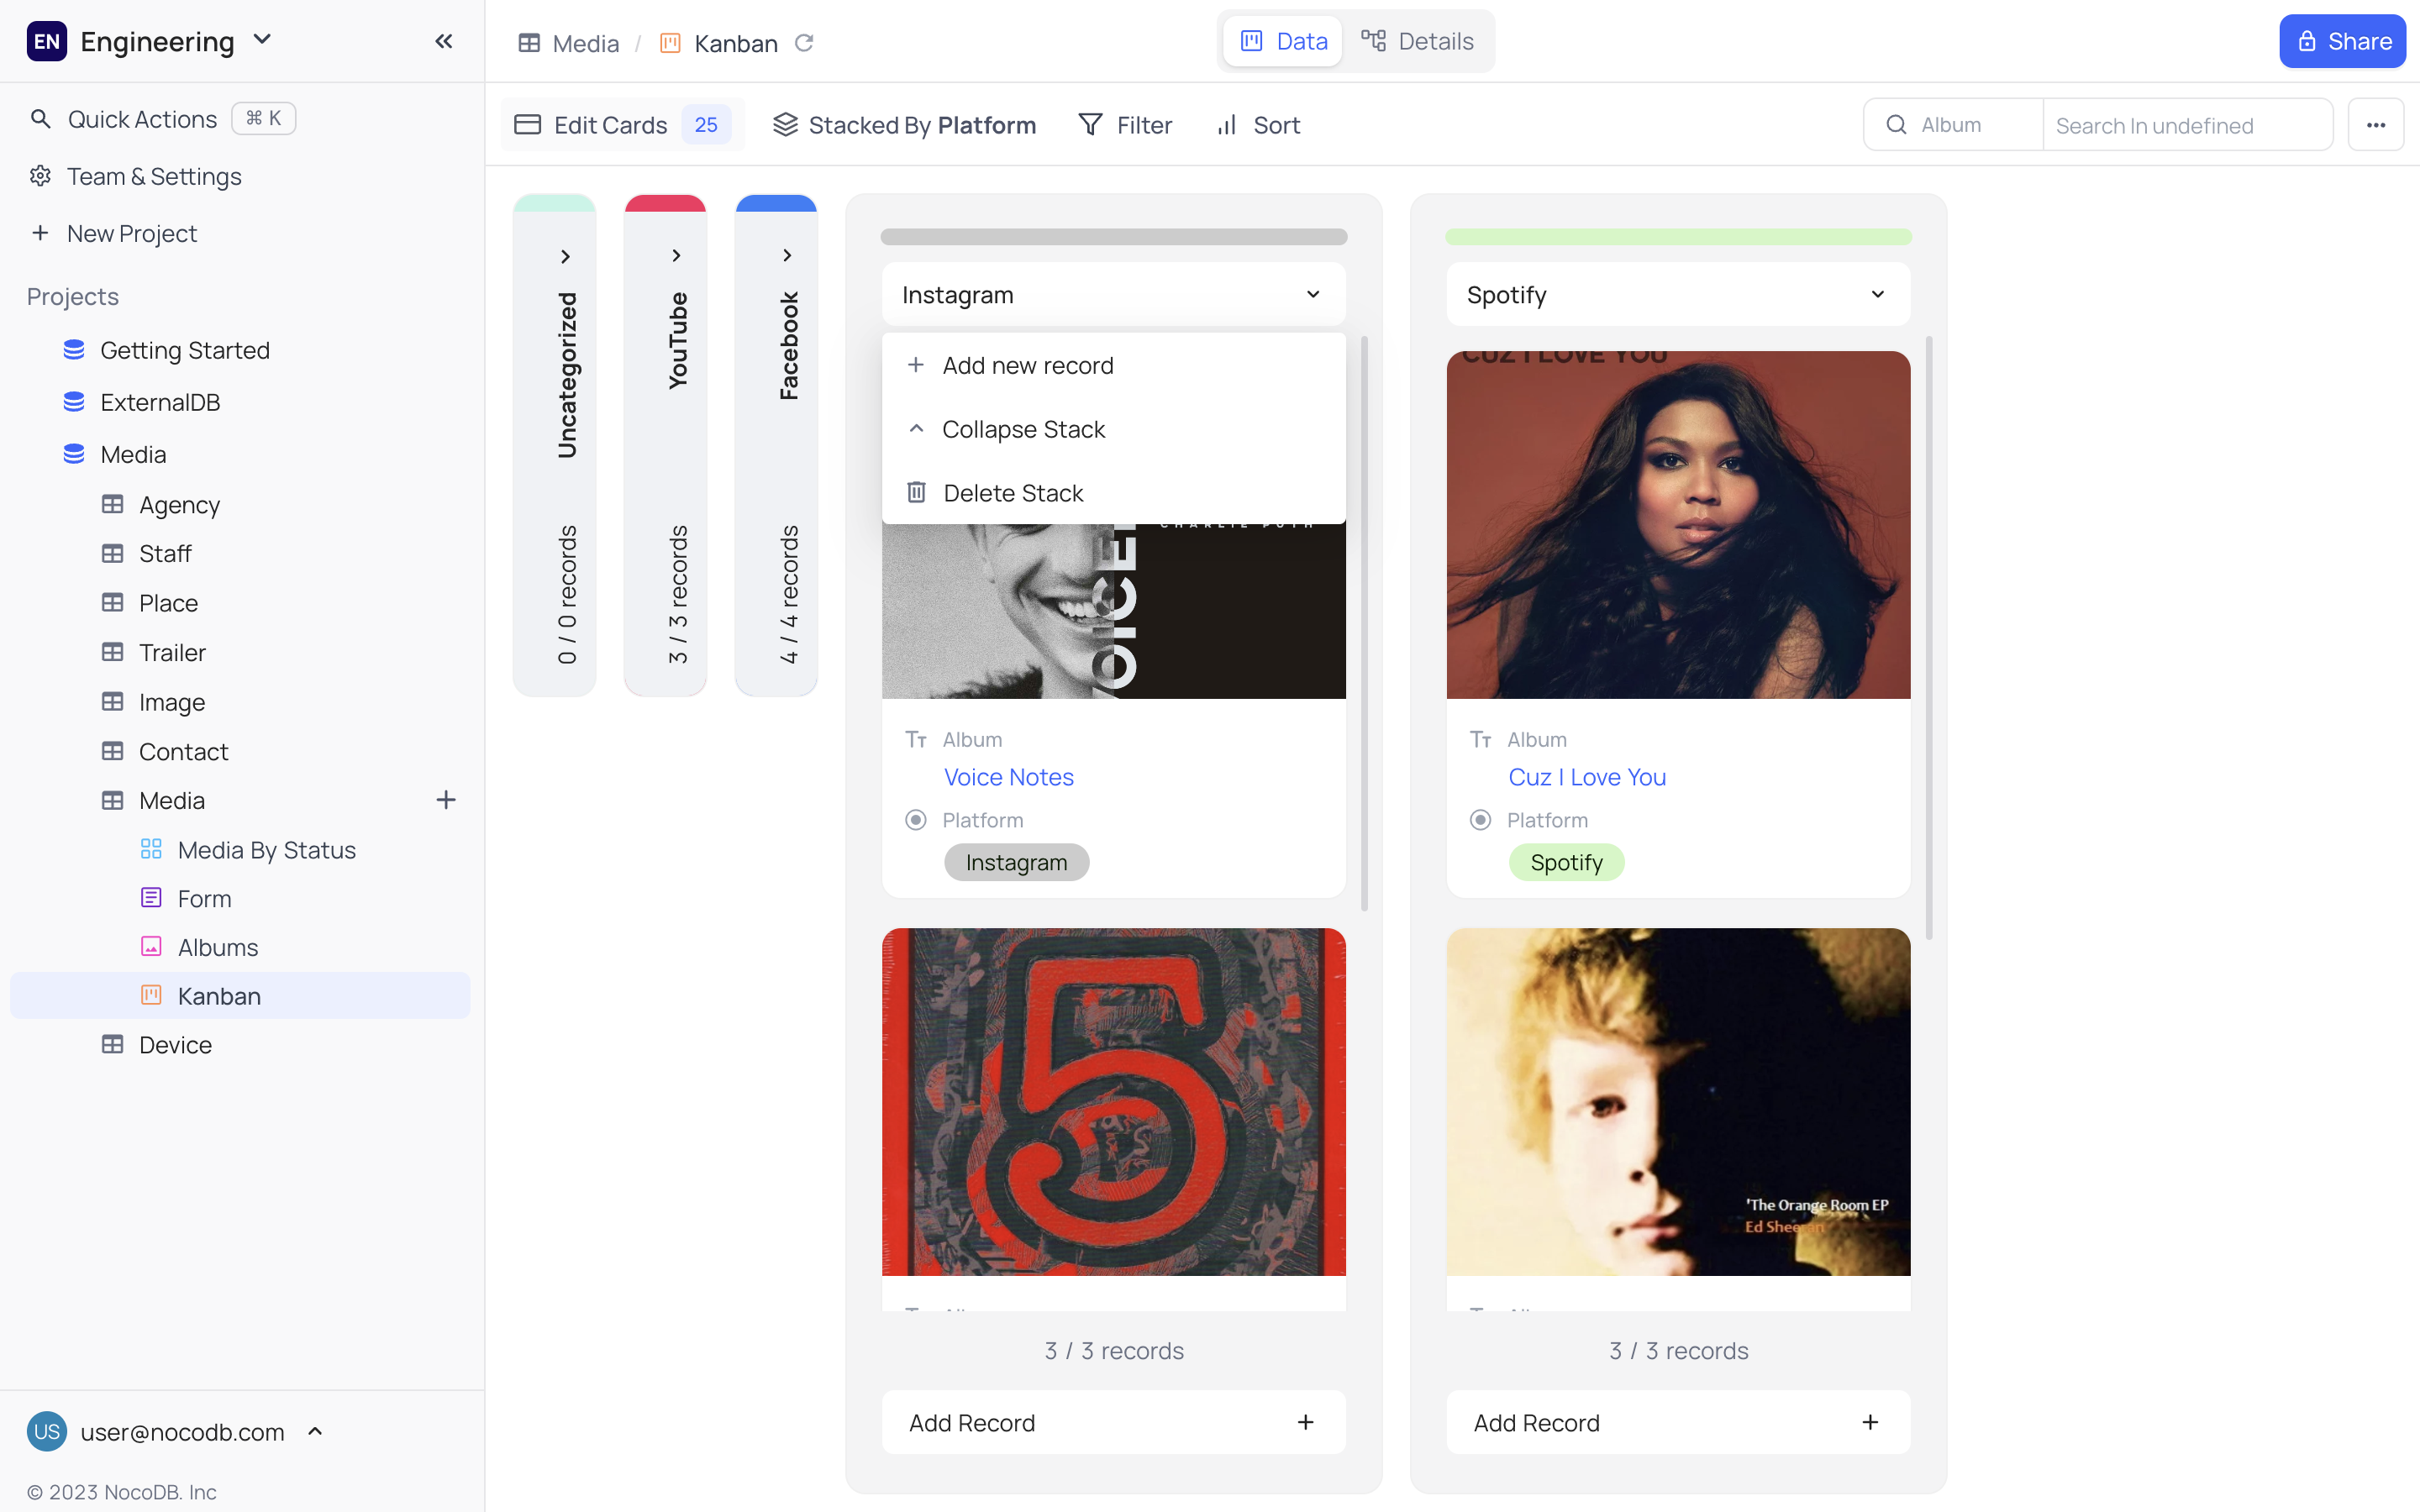 EN Engineering
Quick Actions ⌘ K
Team & Settings
New Project
Projects
Getting Started
ExternalDB
Media
Agency
Staff
Place
Trailer
Image
Contact
Media
Media By Status
Form
Albums
Kanban
Device
US user@nocodb.com
© 2023 NocoDB. Inc
Media / Kanban
Data Details
Share
Edit Cards 25 Stacked By Platform Filter Sort
Album Search In undefined
Uncategorized
0 / 0 records
YouTube
3 / 3 records
Facebook
4 / 4 records
Instagram
Add new record
Collapse Stack
Delete Stack
CHARLIE PUTH
Album
Voice Notes
Platform
Instagram
5
3 / 3 records
Add Record
Spotify
CUZ I LOVE YOU
Album
Cuz I Love You
Platform
Spotify
'The Orange Room EP
Ed Sheeran
3 / 3 records
Add Record